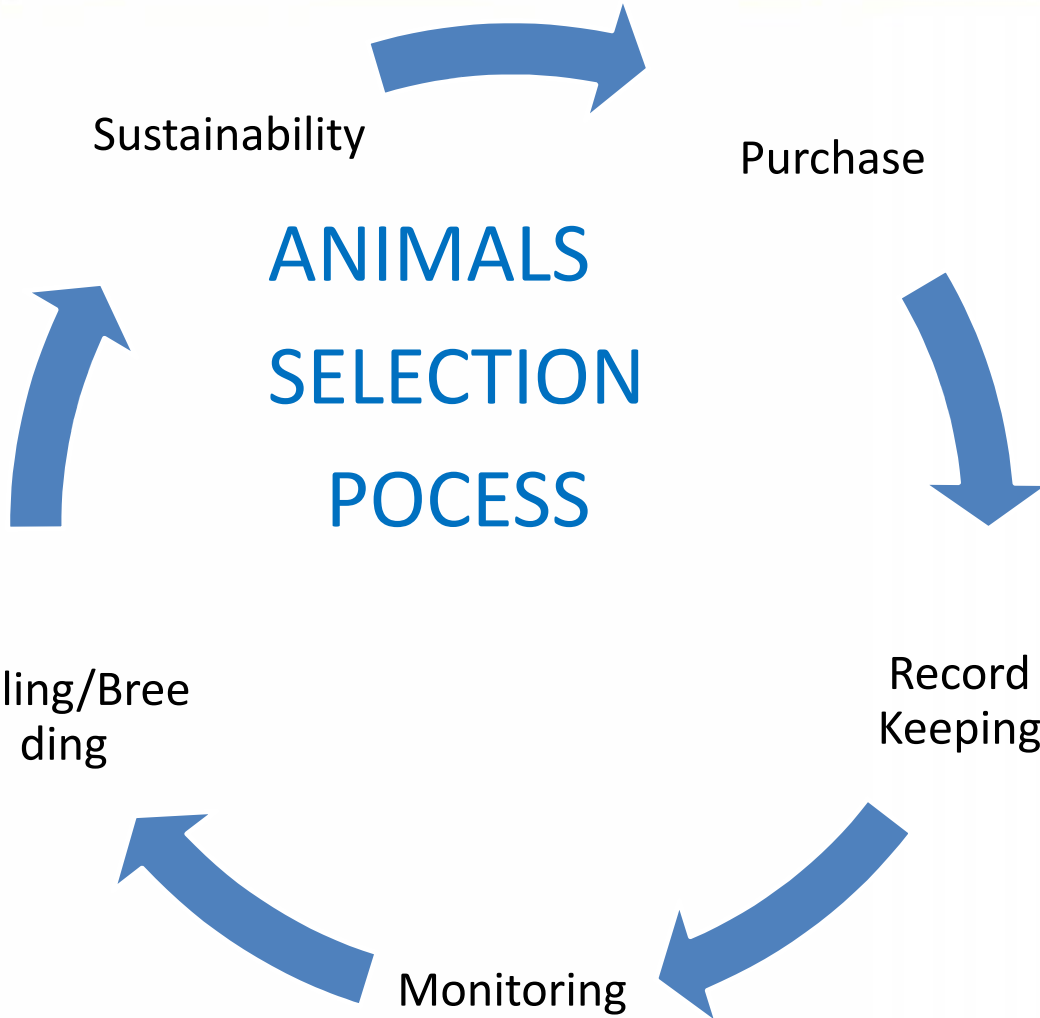 Sustainability
Purchase
ANIMALS
SELECTION
POCESS
Record
Keeping
Monitoring
ling/Bree
ding